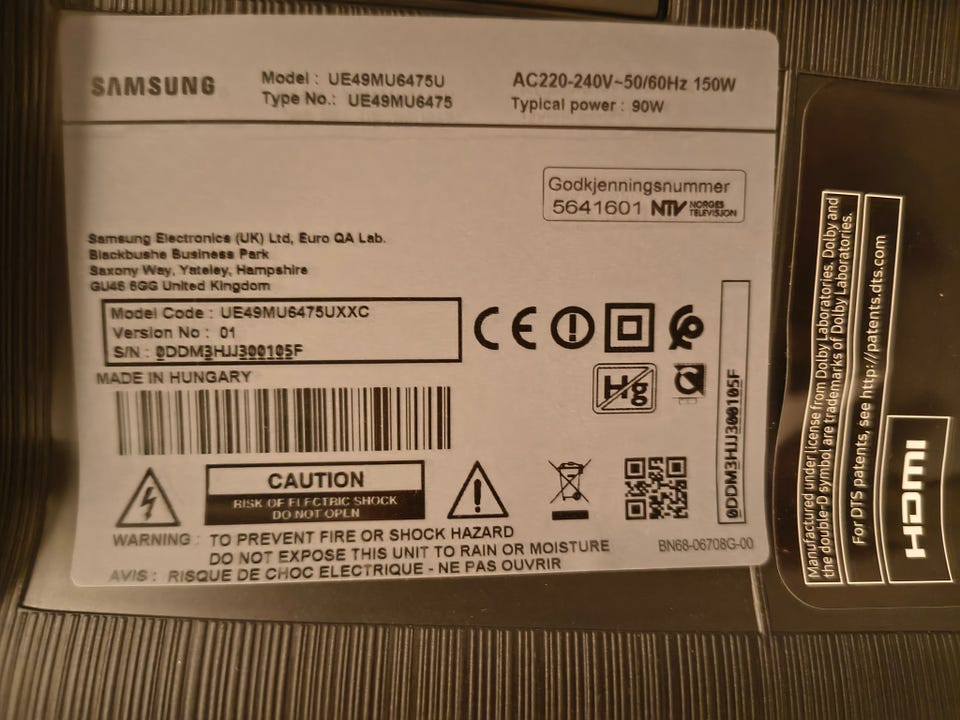 SAMSUNG
Model : UE49MU6475U
Type No.: UE49MU6475
AC220-240V~50/60Hz 150W
Typical power : 90W
Godkjenningsnummer
5641601 NTV NORGES TELEVISJON
Samsung Electronics (UK) Ltd, Euro QA Lab.
Blackbushe Business Park
Saxony Way, Yateley, Hampshire
GU46 6GG United Kingdom
Model Code : UE49MU6475UXXC
Version No : 01
S/N : 0DDM3HJJ300105F
MADE IN HUNGARY
CE
Hg
0DDM3HJJ300105F
CAUTION
RISK OF ELECTRIC SHOCK
DO NOT OPEN
WARNING : TO PREVENT FIRE OR SHOCK HAZARD
DO NOT EXPOSE THIS UNIT TO RAIN OR MOISTURE
AVIS : RISQUE DE CHOC ELECTRIQUE - NE PAS OUVRIR
BN68-06708G-00
Manufactured under license from Dolby Laboratories. Dolby and
the double-D symbol are trademarks of Dolby Laboratories.
For DTS patents, see http://patents.dts.com
HDMI